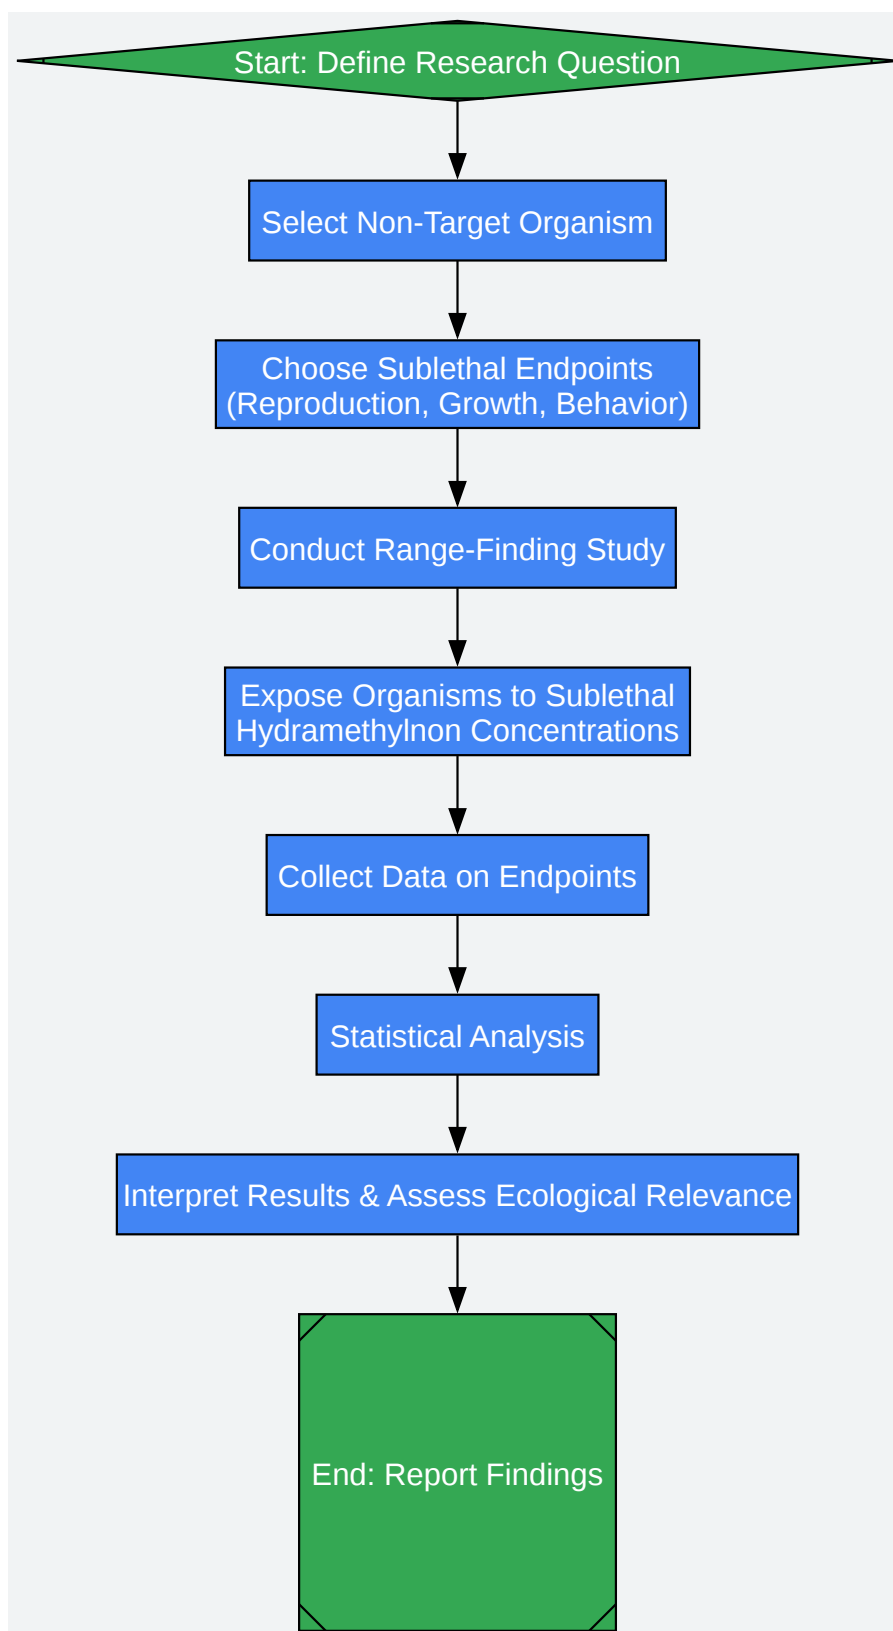 Start: Define Research Question
Select Non-Target Organism
Choose Sublethal Endpoints
(Reproduction, Growth, Behavior)
Conduct Range-Finding Study
Expose Organisms to Sublethal
Hydramethylnon Concentrations
Collect Data on Endpoints
Statistical Analysis
Interpret Results & Assess Ecological Relevance
End: Report Findings